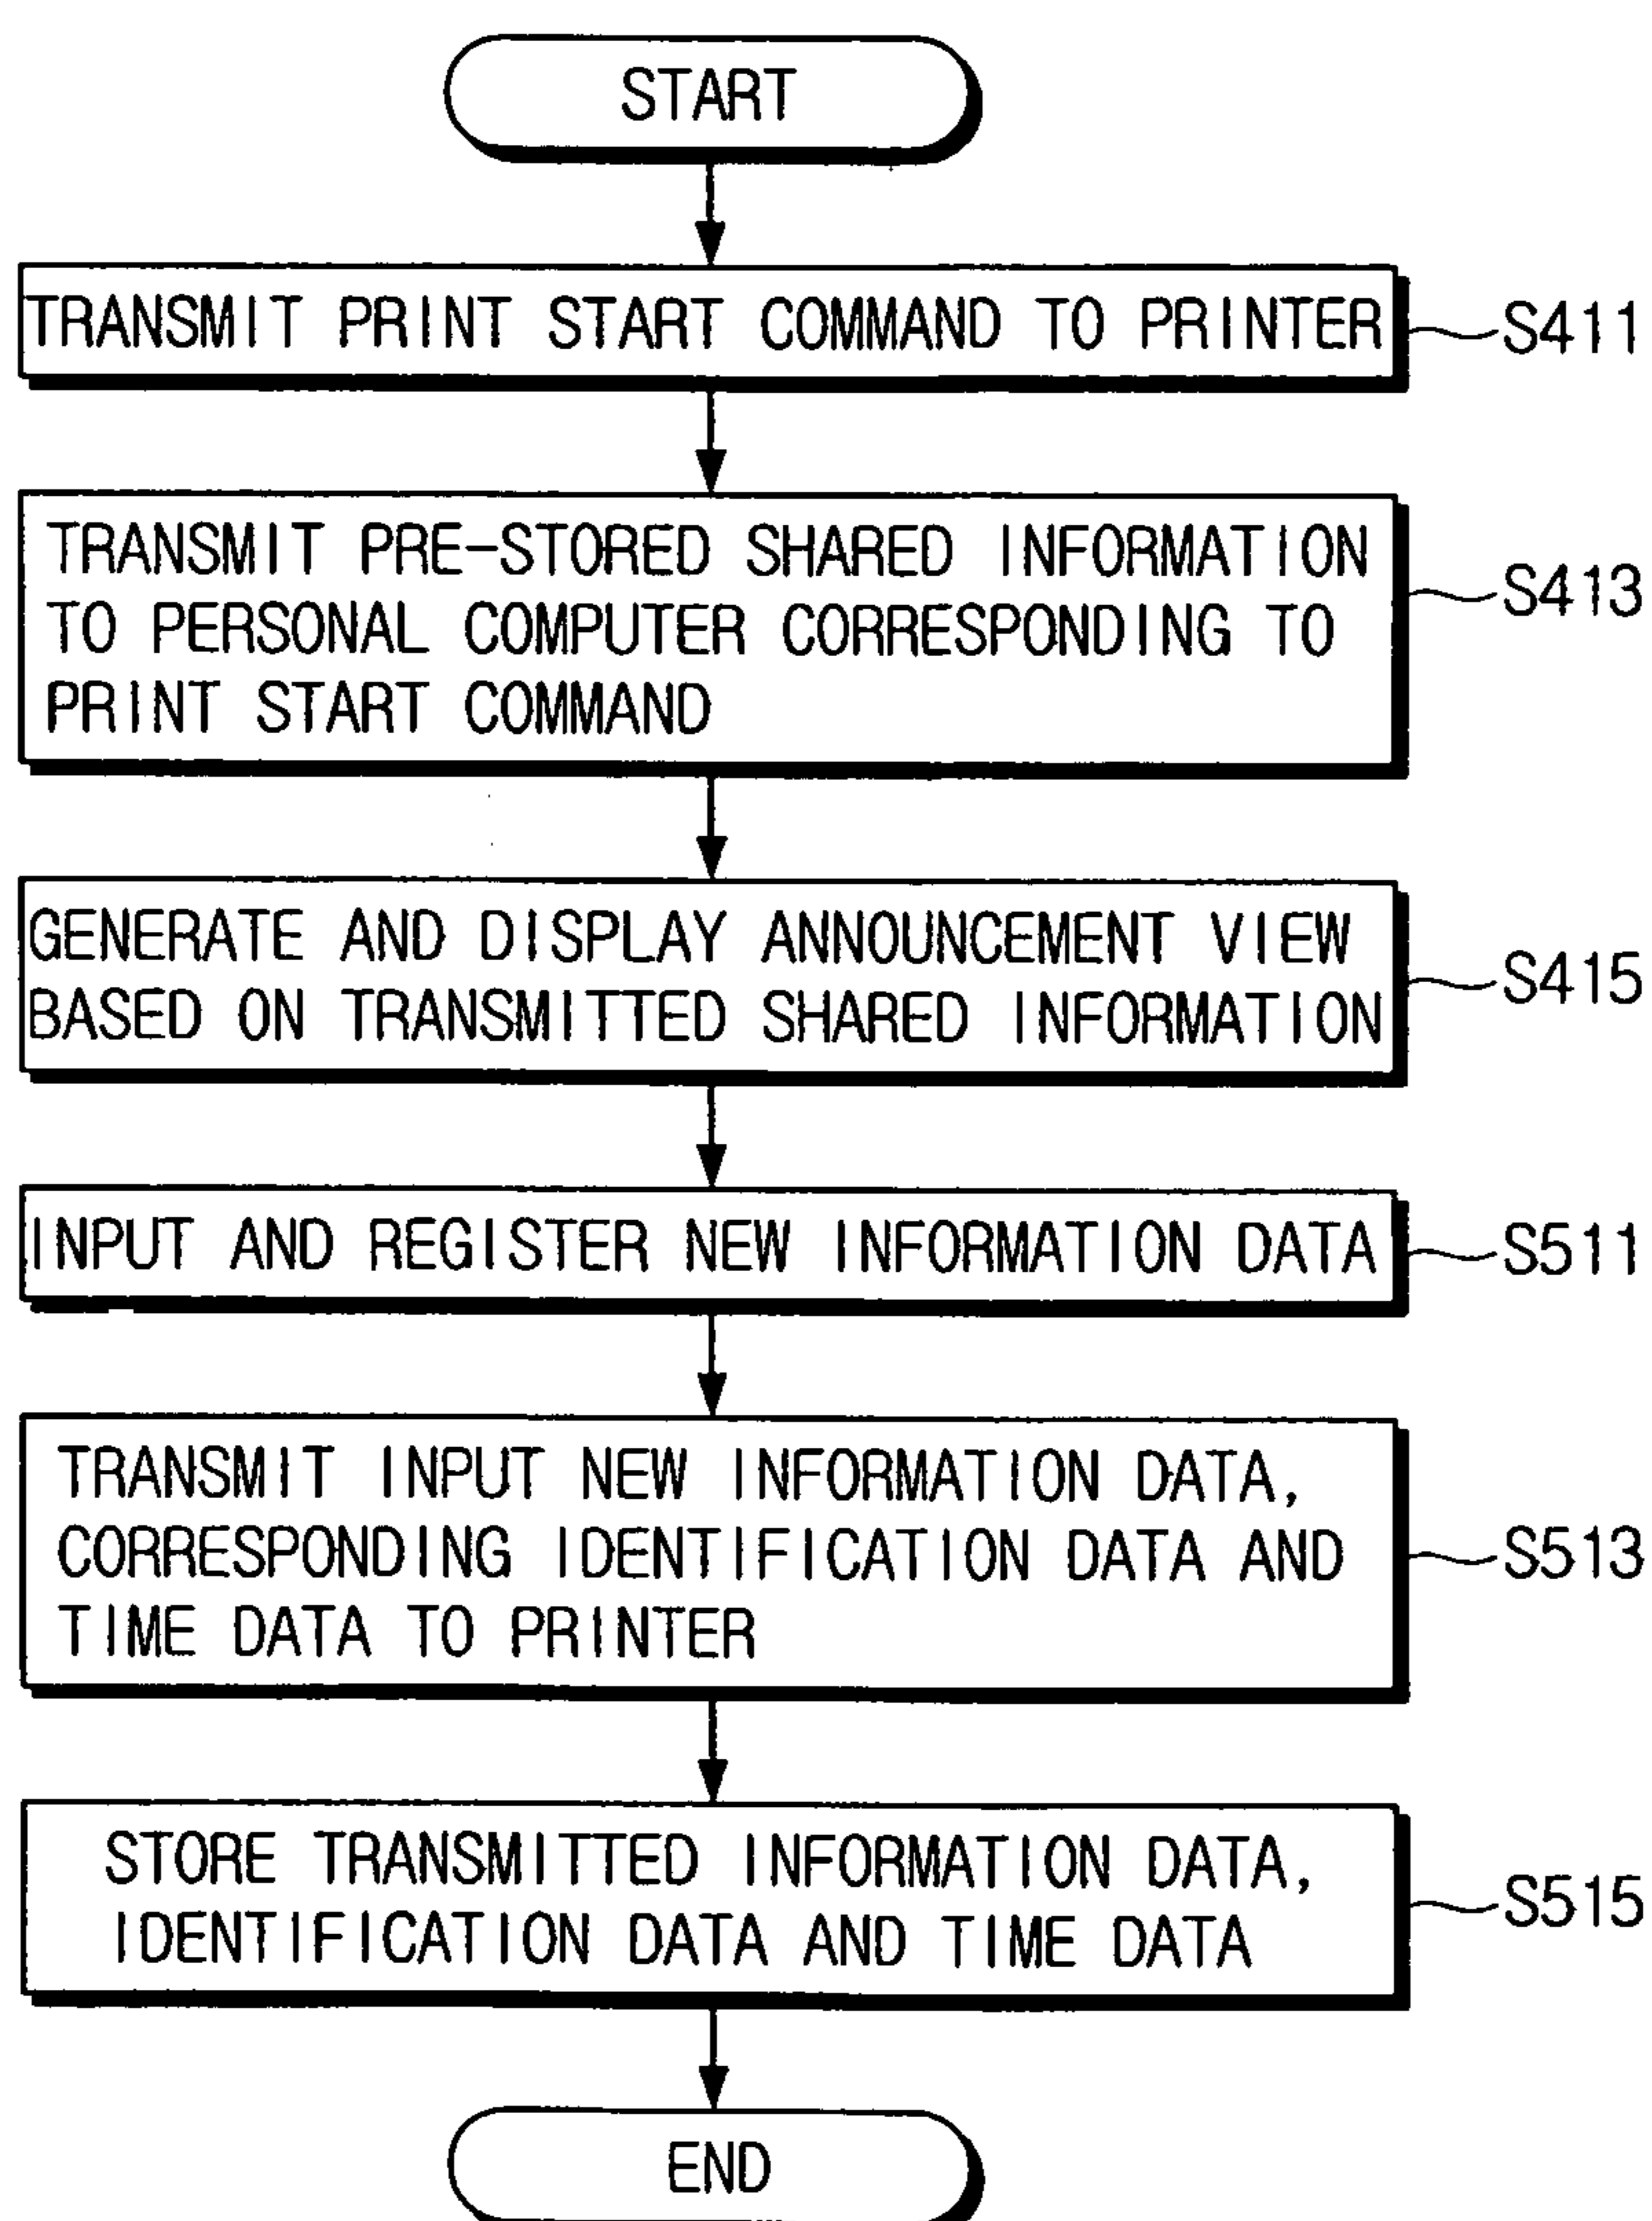 START
TRANSMIT PRINT START COMMAND TO PRINTER
S411
TRANSMIT PRE-STORED SHARED INFORMATION
TO PERSONAL COMPUTER CORRESPONDING TO
PRINT START COMMAND
S413
GENERATE AND DISPLAY ANNOUNCEMENT VIEW
BASED ON TRANSMITTED SHARED INFORMATION
S415
INPUT AND REGISTER NEW INFORMATION DATA
S511
TRANSMIT INPUT NEW INFORMATION DATA,
CORRESPONDING IDENTIFICATION DATA AND
TIME DATA TO PRINTER
S513
STORE TRANSMITTED INFORMATION DATA,
IDENTIFICATION DATA AND TIME DATA
S515
END